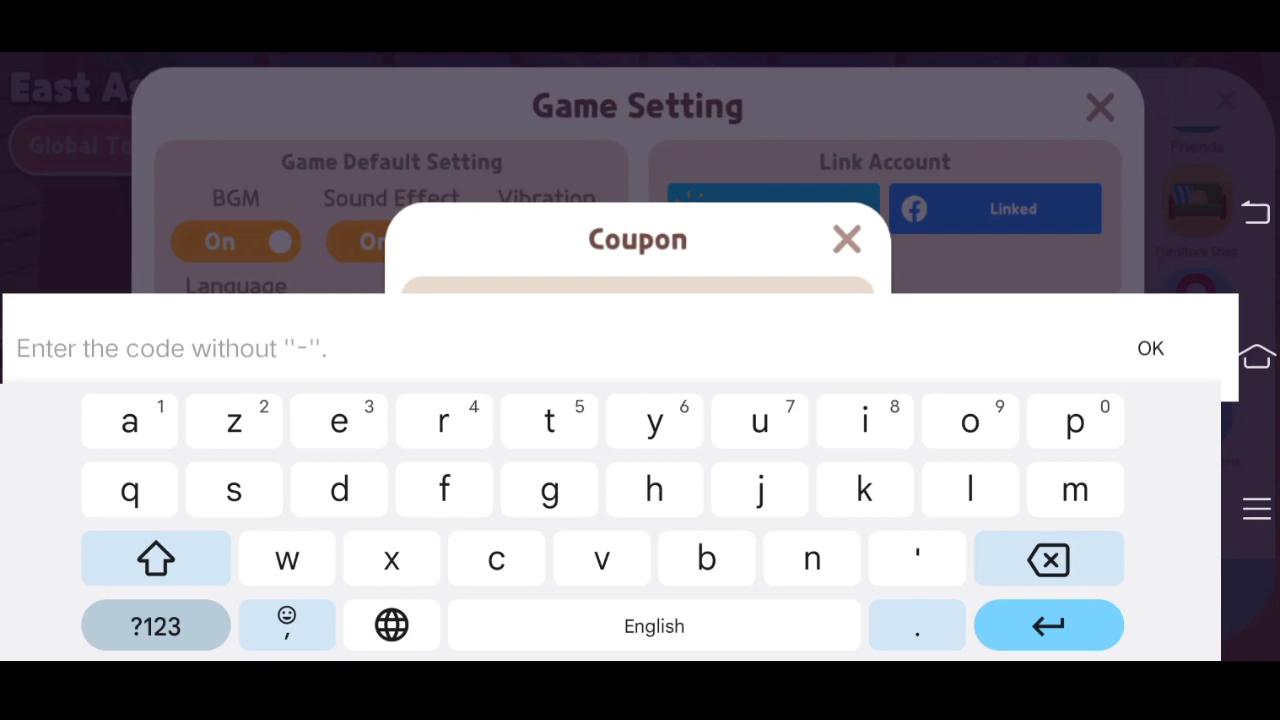 East As
Global To
Game Setting
Game Default Setting
BGM
Sound Effect
Vibration
On
On
Language
Link Account
Linked
Friends
Furniture Shop
Coupon
Enter the code without "-".
OK
a 1 z 2 e 3 r 4 t 5 y 6 u 7 i 8 o 9 p 0
q s d f g h j k l m
w x c v b n '
?123 , English .